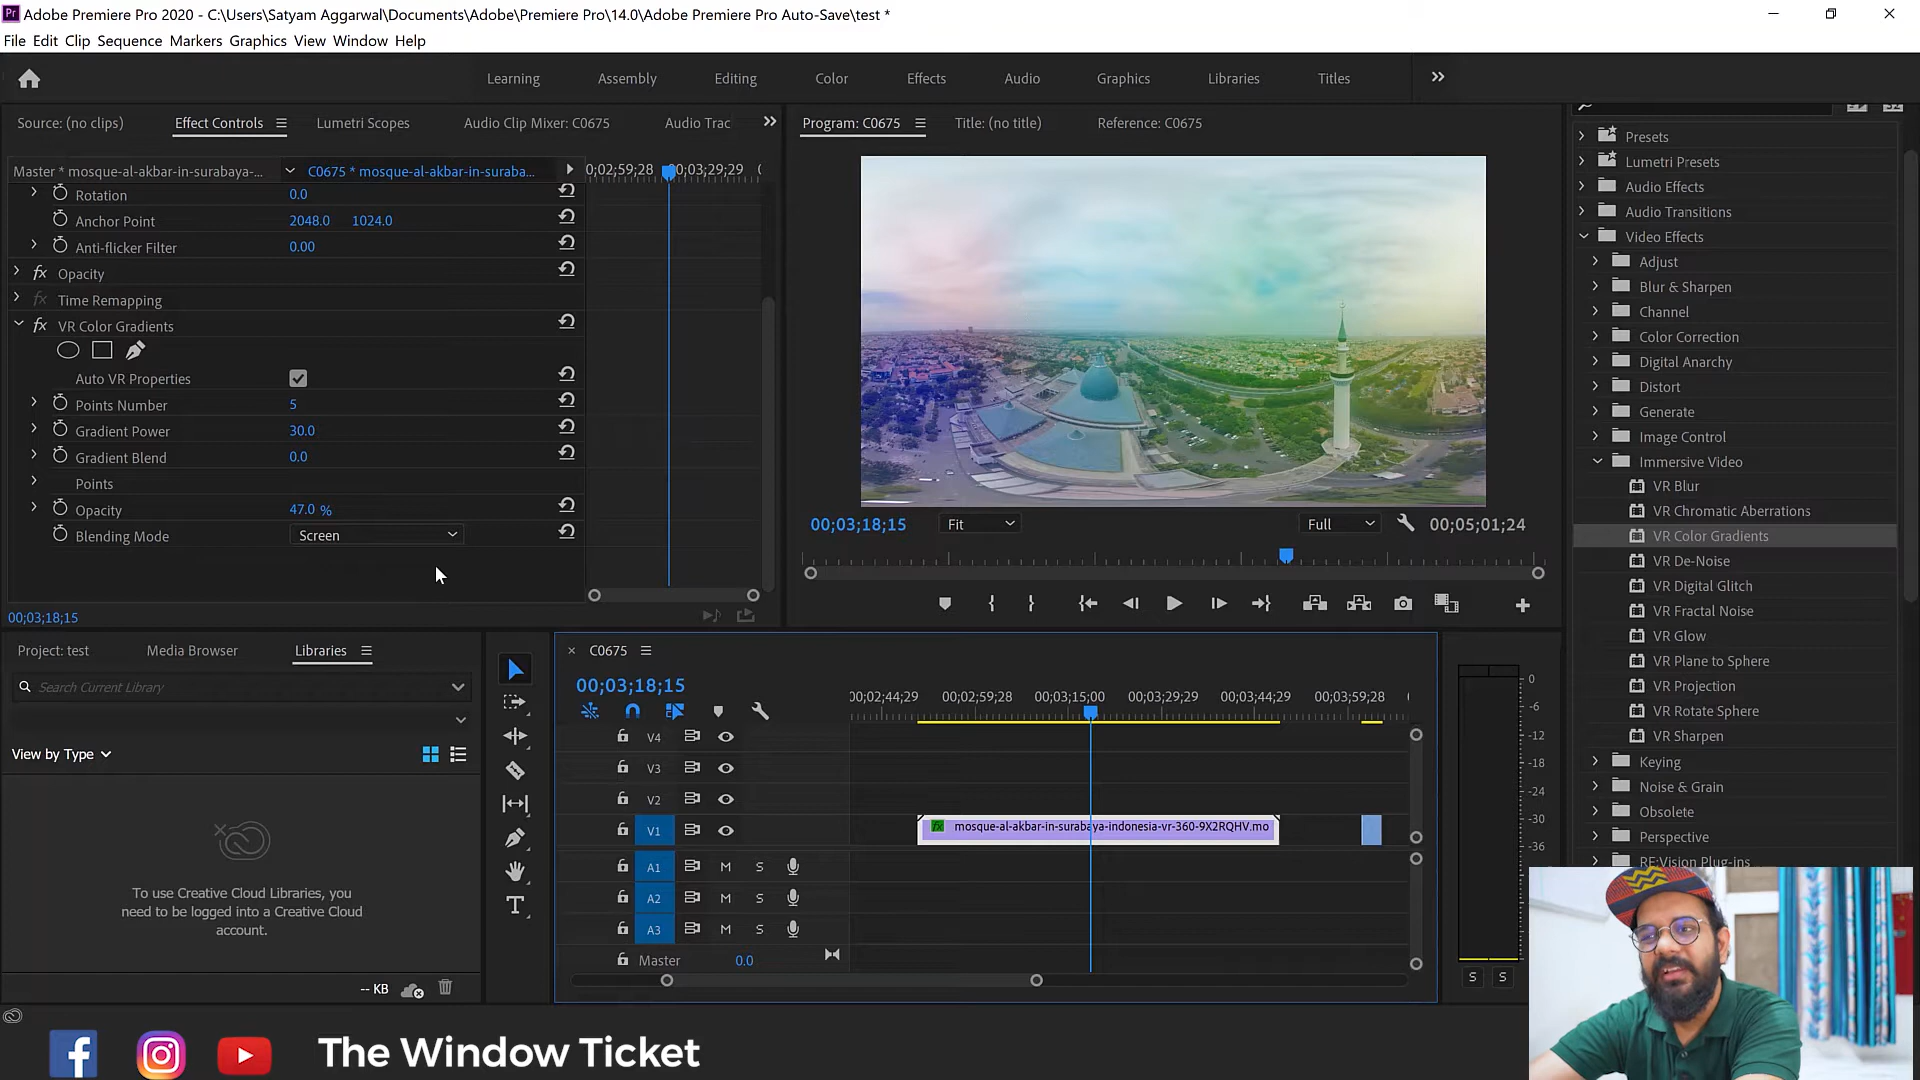 Adobe Premiere Pro 2020 - C:\Users\Satyam Aggarwal\Documents\Adobe\Premiere Pro\14.0\Adobe Premiere Pro Auto-Save\test *
File Edit Clip Sequence Markers Graphics View Window Help
Learning Assembly Editing Color Effects Audio Graphics Libraries Titles
Source: (no clips) Effect Controls Lumetri Scopes Audio Clip Mixer: C0675 Audio Trac
Master * mosque-al-akbar-in-surabaya-... C0675 * mosque-al-akbar-in-suraba...
0;02;59;28 00;03;29;29
Rotation 0.0
Anchor Point 2048.0 1024.0
Anti-flicker Filter 0.00
fx Opacity
fx Time Remapping
fx VR Color Gradients
Auto VR Properties
Points Number 5
Gradient Power 30.0
Gradient Blend 0.0
Points
Opacity 47.0 %
Blending Mode Screen
00;03;18;15
Program: C0675 Title: (no title) Reference: C0675
00;03;18;15 Fit Full 00;05;01;24
Presets
Lumetri Presets
Audio Effects
Audio Transitions
Video Effects
Adjust
Blur & Sharpen
Channel
Color Correction
Digital Anarchy
Distort
Generate
Image Control
Immersive Video
VR Blur
VR Chromatic Aberrations
VR Color Gradients
VR De-Noise
VR Digital Glitch
VR Fractal Noise
VR Glow
VR Plane to Sphere
VR Projection
VR Rotate Sphere
VR Sharpen
Keying
Noise & Grain
Obsolete
Perspective
RE:Vision Plug-ins
Project: test Media Browser Libraries
Search Current Library
View by Type
To use Creative Cloud Libraries, you
need to be logged into a Creative Cloud
account.
-- KB
C0675
00;03;18;15
00;02;44;29 00;02;59;28 00;03;15;00 00;03;29;29 00;03;44;29 00;03;59;28
V4
V3
V2
V1 fx mosque-al-akbar-in-surabaya-indonesia-vr-360-9X2RQHV.mo
A1 M S
A2 M S
A3 M S
Master 0.0
0
-6
-12
-18
-24
-30
-36
S S
The Window Ticket